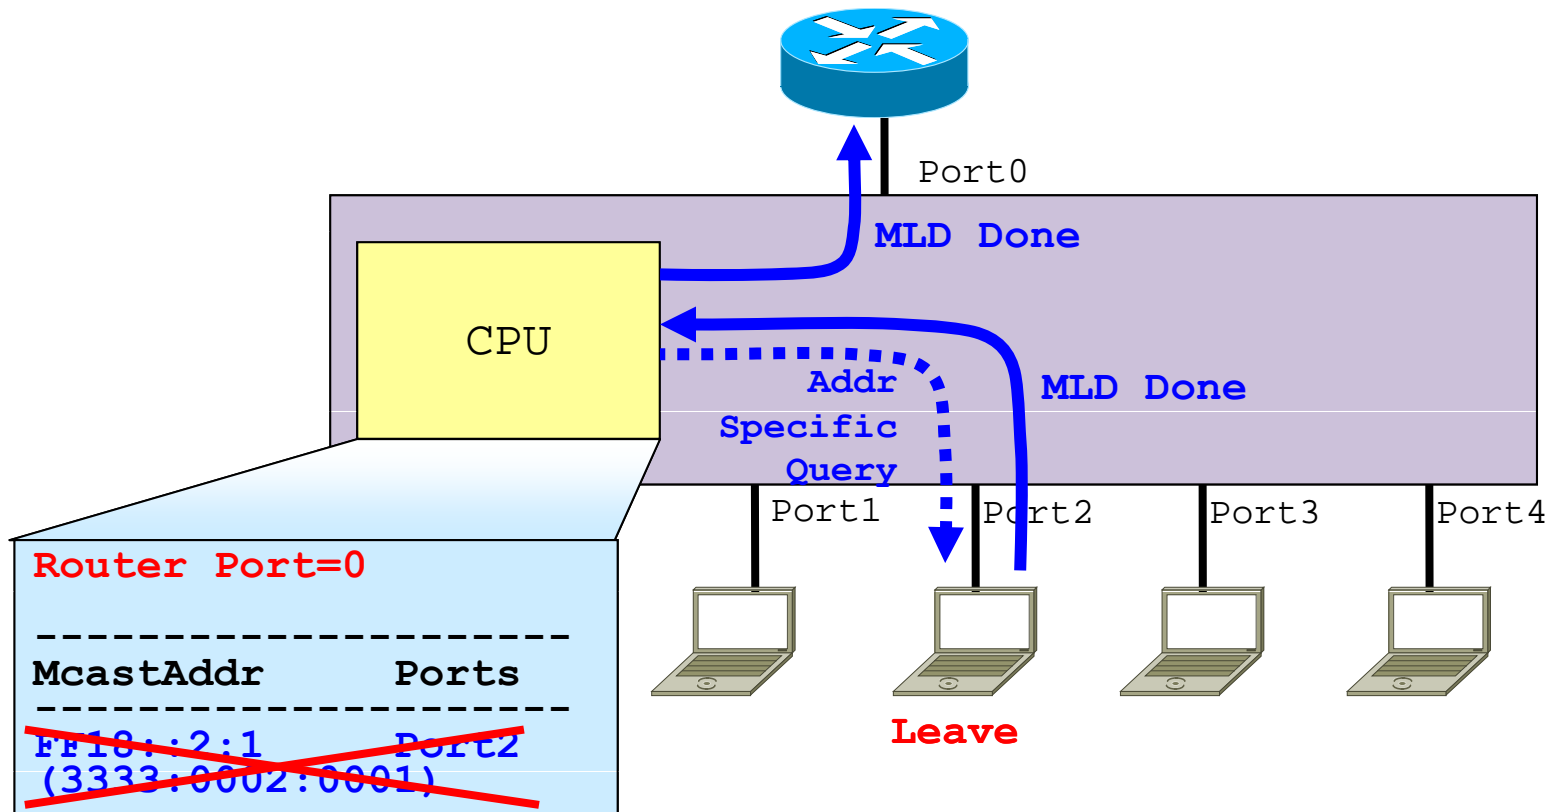 Port0
MLD Done
CPU
Addr
Specific
Query
MLD Done
Port1
Port2
Port3
Port4
Router Port=0
---------------------
McastAddr Ports
---------------------
FF18::2:1 Port2
(3333:0002:0001)
Leave